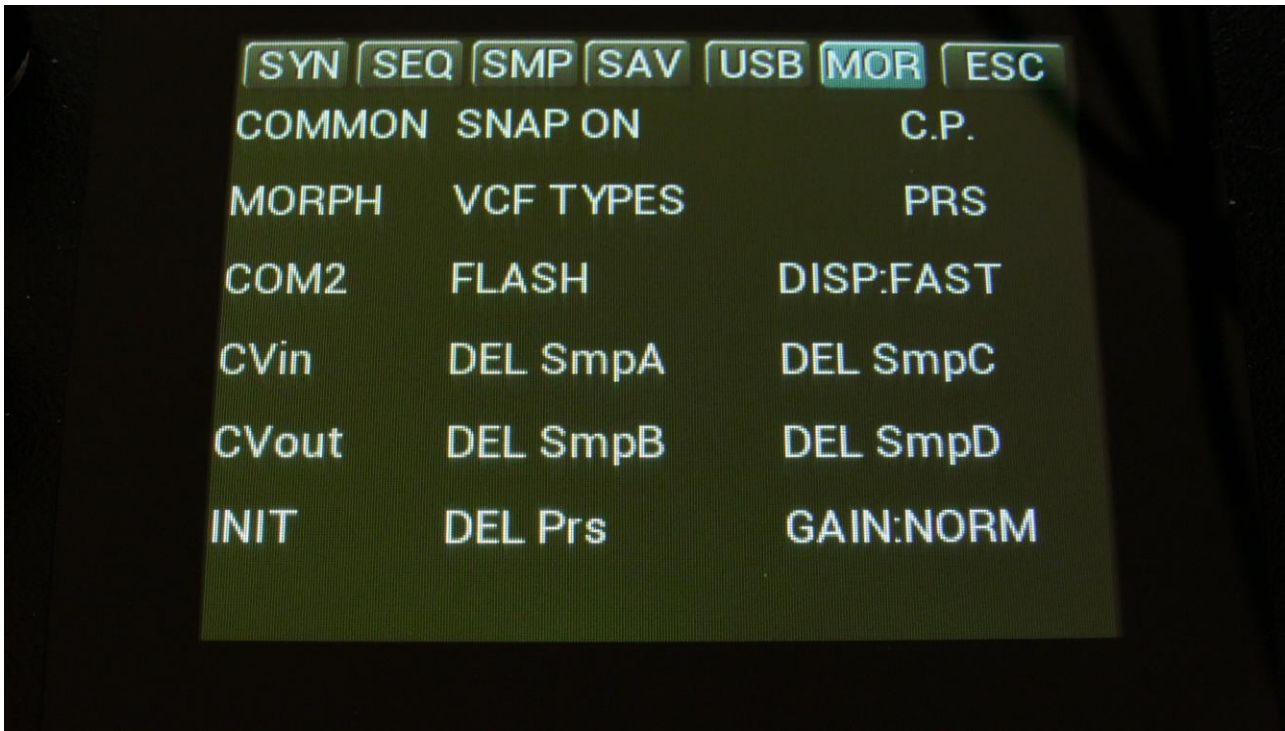 SYN SEQ SMP SAV USB MOR ESC
COMMON SNAP ON C.P.
MORPH VCF TYPES PRS
COM2 FLASH DISP:FAST
CVin DEL SmpA DEL SmpC
CVout DEL SmpB DEL SmpD
INIT DEL Prs GAIN:NORM